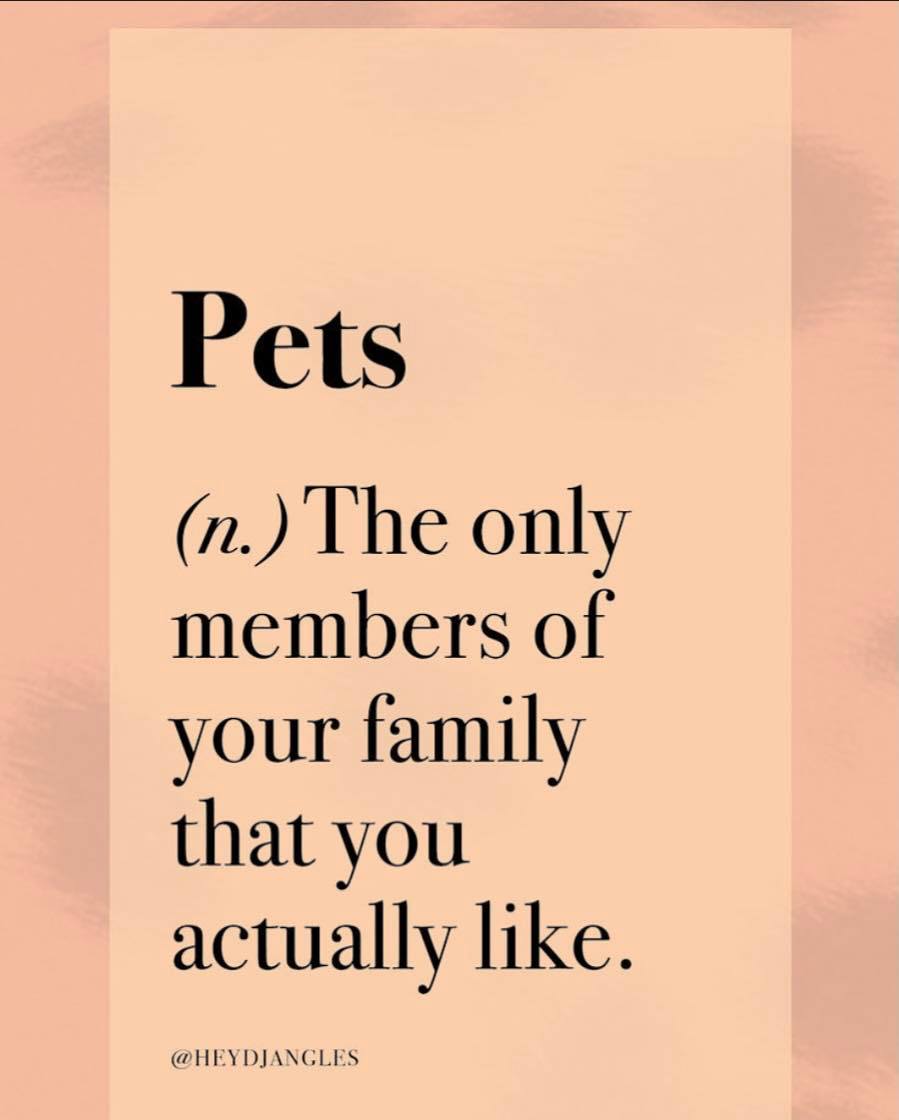 Pets
(n.) The only
members of
your family
that you
actually like.
@HEYDJANGLES